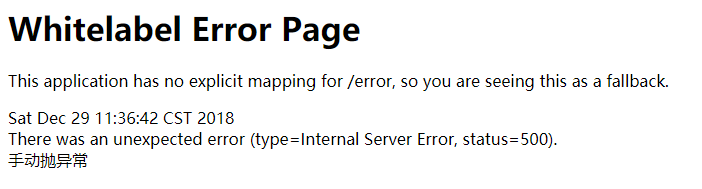 Whitelabel Error Page
This application has no explicit mapping for /error, so you are seeing this as a fallback.
Sat Dec 29 11:36:42 CST 2018
There was an unexpected error (type=Internal Server Error, status=500).
手动抛异常